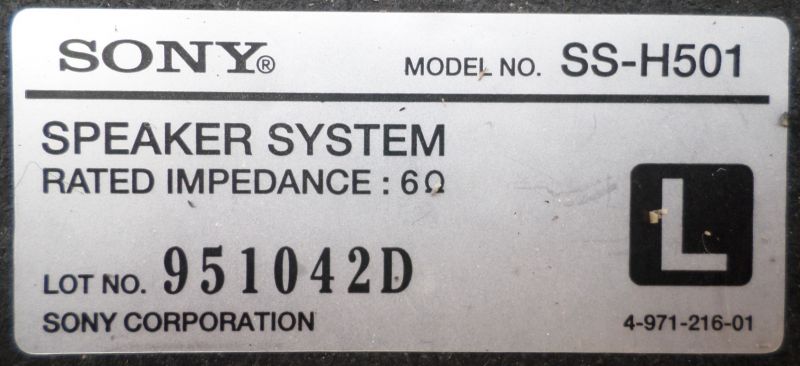 SONY® MODEL NO. SS-H501
SPEAKER SYSTEM
RATED IMPEDANCE : 6Ω
L
LOT NO. 951042D
SONY CORPORATION 4-971-216-01